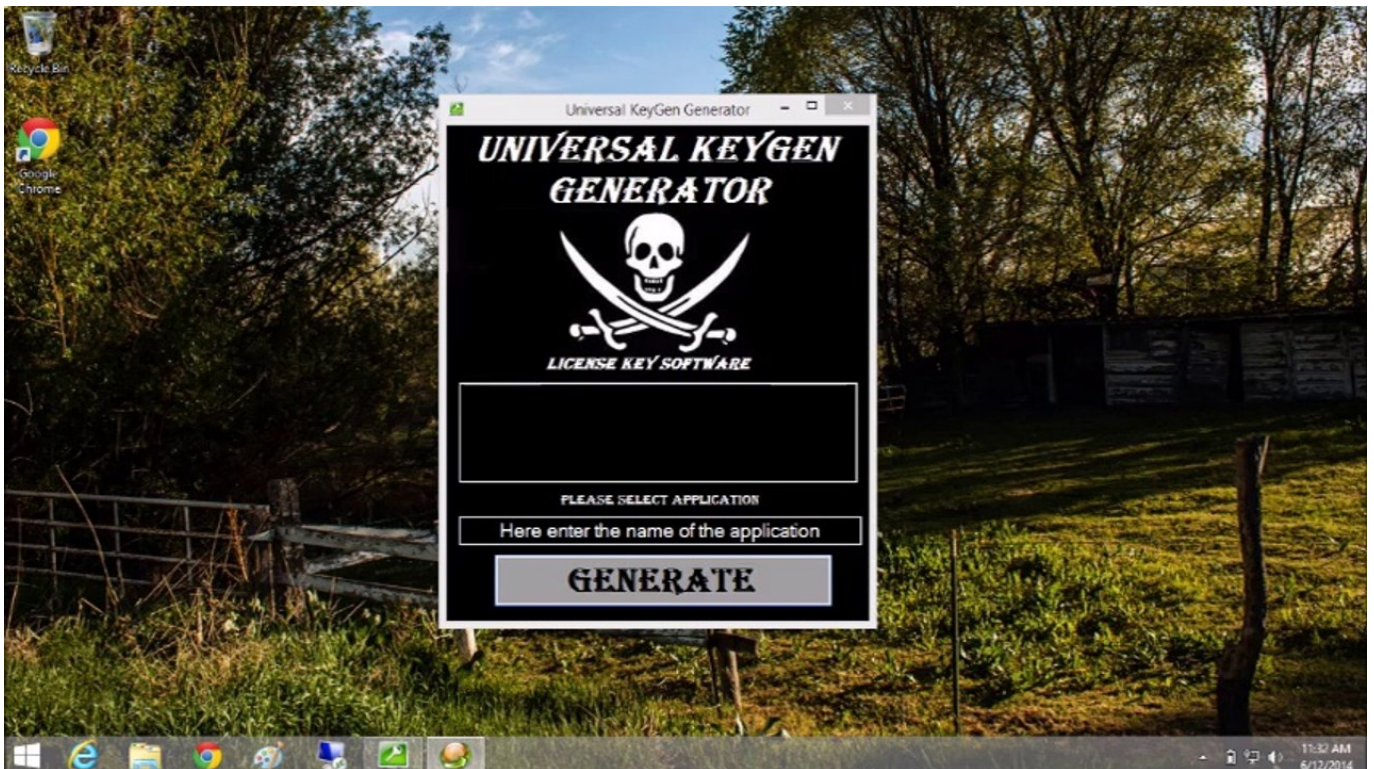 Recycle Bin
Google
Chrome
Universal KeyGen Generator
UNIVERSAL KEYGEN
GENERATOR
LICENSE KEY SOFTWARE
PLEASE SELECT APPLICATION
Here enter the name of the application
GENERATE
11:32 AM
6/12/2014